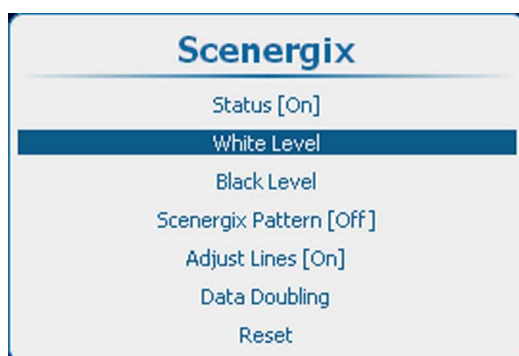 Scenergix
Status [On]
White Level
Black Level
Scenergix Pattern [Off]
Adjust Lines [On]
Data Doubling
Reset